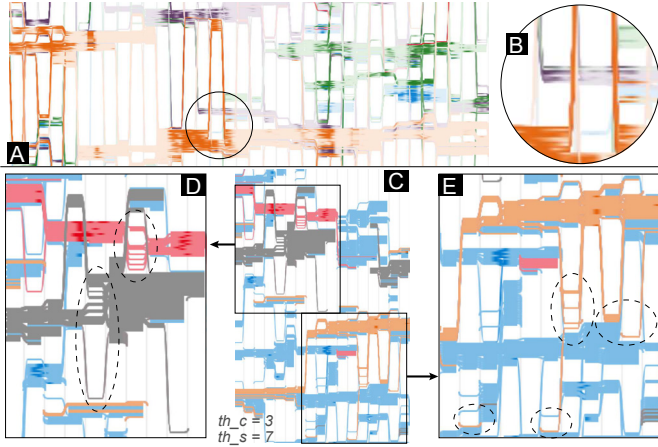 A
B
D
C
E
th_c = 3
th_s = 7